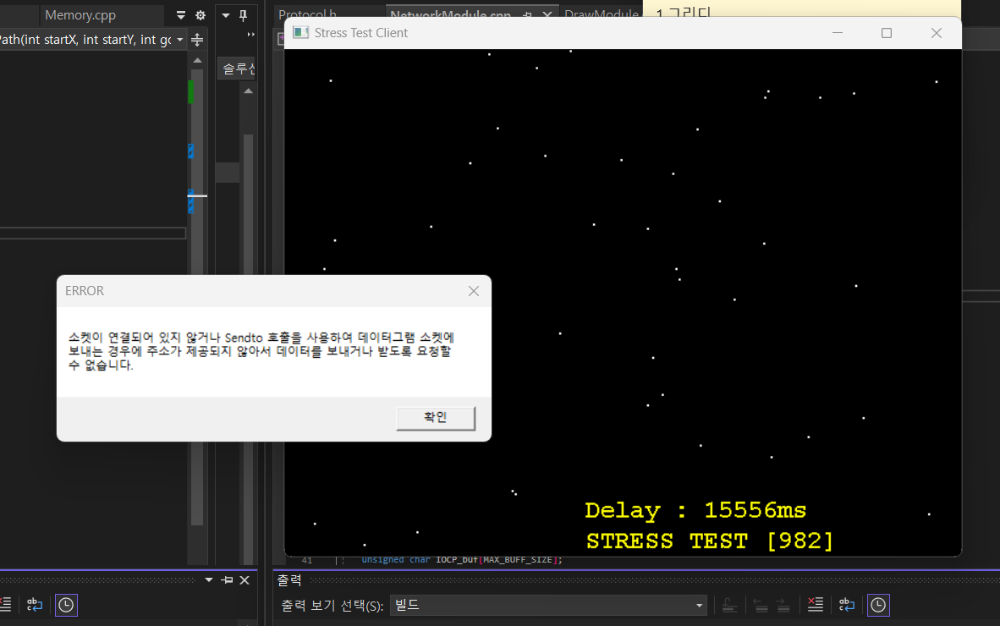 Memory.cpp
Protocol.h
NetworkModule.cpp
DrawModule
1.그리디
Path(int startX, int startY, int go
솔루션
Stress Test Client
ERROR
소켓이 연결되어 있지 않거나 Sendto 호출을 사용하여 데이터그램 소켓에
보내는 경우에 주소가 제공되지 않아서 데이터를 보내거나 받도록 요청할
수 없습니다.
확인
Delay : 15556ms
STRESS TEST [982]
41 unsigned char IOCP_buf[MAX_BUFF_SIZE];
출력
출력 보기 선택(S): 빌드